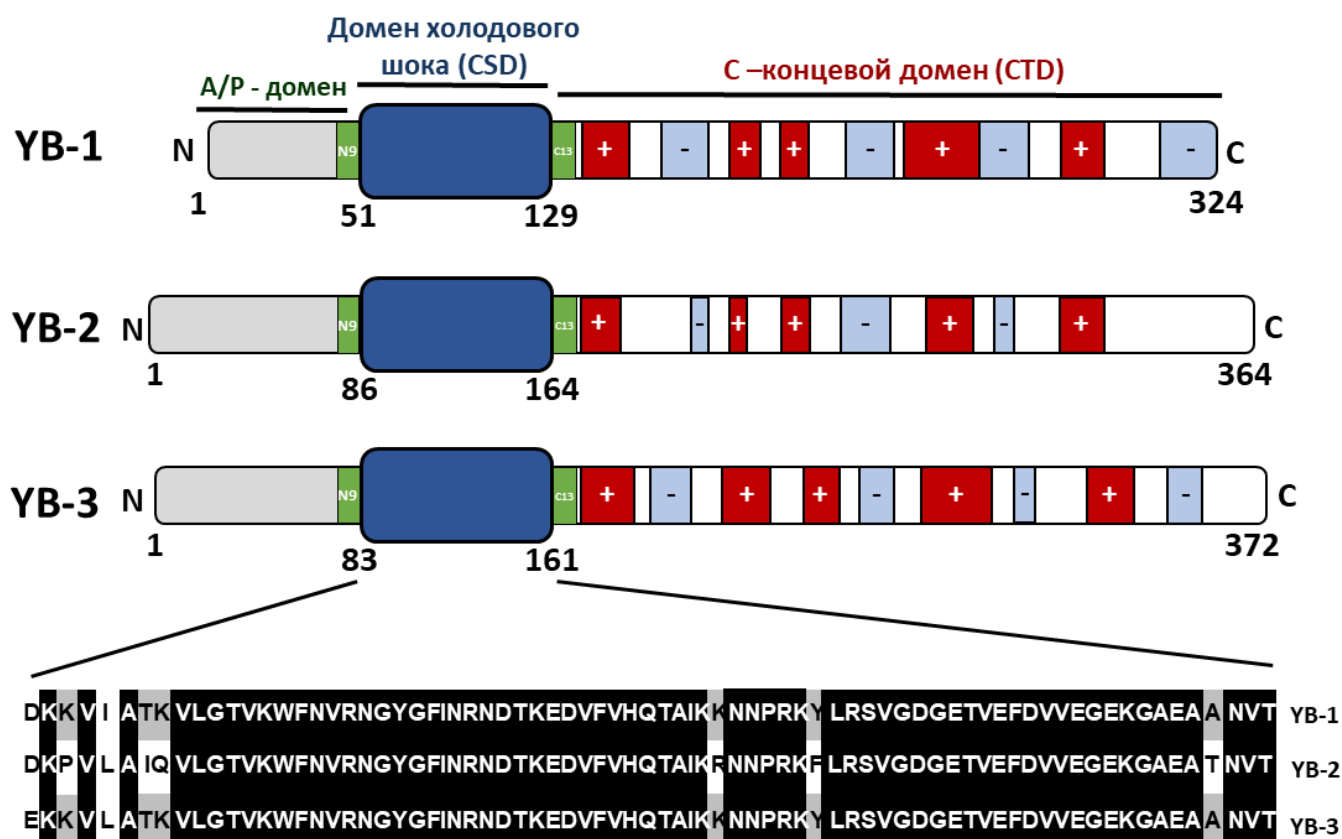 Домен холодового
шока (CSD)
А/Р - домен
С –концевой домен (CTD)
YB-1 N N9 C13 + - + + - + - + - C
1 51 129 324
YB-2 N N9 C13 + - + + - + - + C
1 86 164 364
YB-3 N N9 C13 + - + + - + - + - C
1 83 161 372
DKKVIATKVLGTVKWFNVRNGYGFINRNDTKEDVFVHQTAIKKNNPRKYLRSVGDGETVEFDVVEGEKGAEAANVT YB-1
DKPVLAIQVLGTVKWFNVRNGYGFINRNDTKEDVFVHQTAIKRNNPRKFLRSVGDGETVEFDVVEGEKGAEATNVT YB-2
EKKVLATKVLGTVKWFNVRNGYGFINRNDTKEDVFVHQTAIKKNNPRKYLRSVGDGETVEFDVVEGEKGAEAANVT YB-3